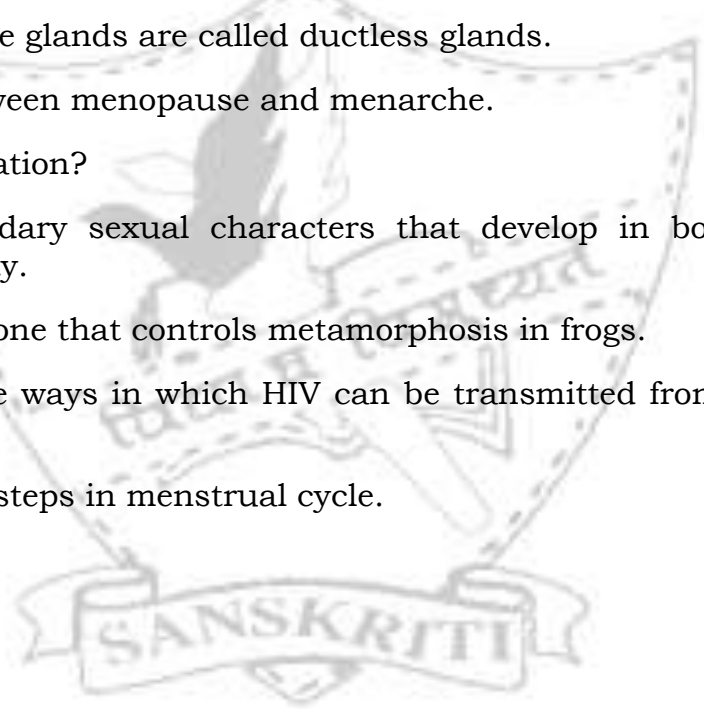 e glands are called ductless glands.
ween menopause and menarche.
ation?
dary sexual characters that develop in bo
y.
one that controls metamorphosis in frogs.
e ways in which HIV can be transmitted fron
steps in menstrual cycle.
SANSKRITI